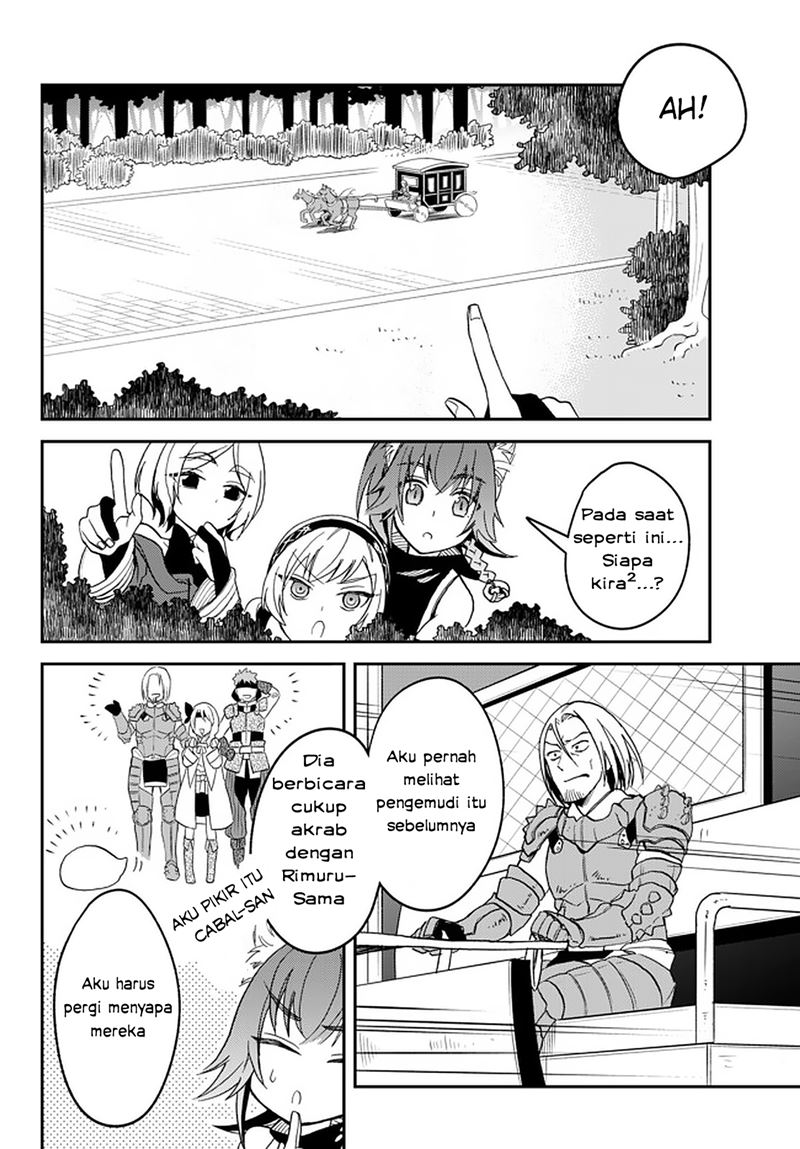 AH!
Pada saat
seperti ini...
Siapa
kira²...?
Aku pernah
melihat
pengemudi itu
sebelumnya
Dia
berbicara
cukup
akrab
dengan
Rimuru-
Sama
AKU PIKIR ITU
CABAL-SAN
Aku harus
pergi menyapa
mereka